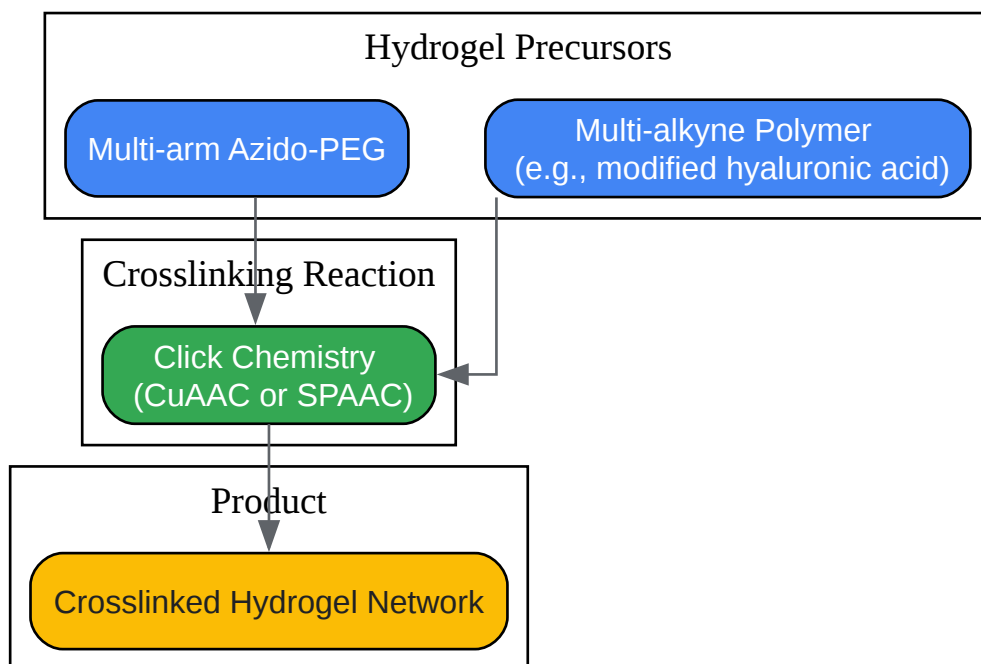 Hydrogel Precursors
Multi-arm Azido-PEG
Multi-alkyne Polymer
(e.g., modified hyaluronic acid)
Crosslinking Reaction
Click Chemistry
(CuAAC or SPAAC)
Product
Crosslinked Hydrogel Network